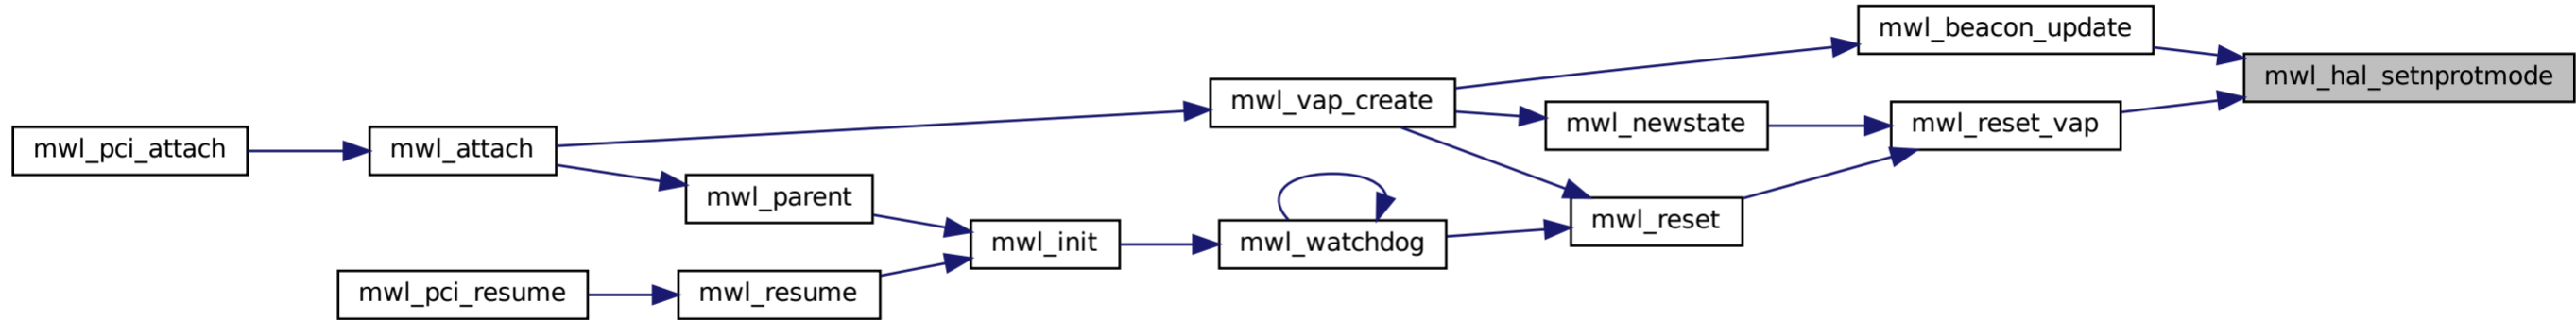 mwl_beacon_update
mwl_hal_setnprotmode
mwl_vap_create
mwl_newstate
mwl_reset_vap
mwl_pci_attach
mwl_attach
mwl_parent
mwl_reset
mwl_init
mwl_watchdog
mwl_pci_resume
mwl_resume